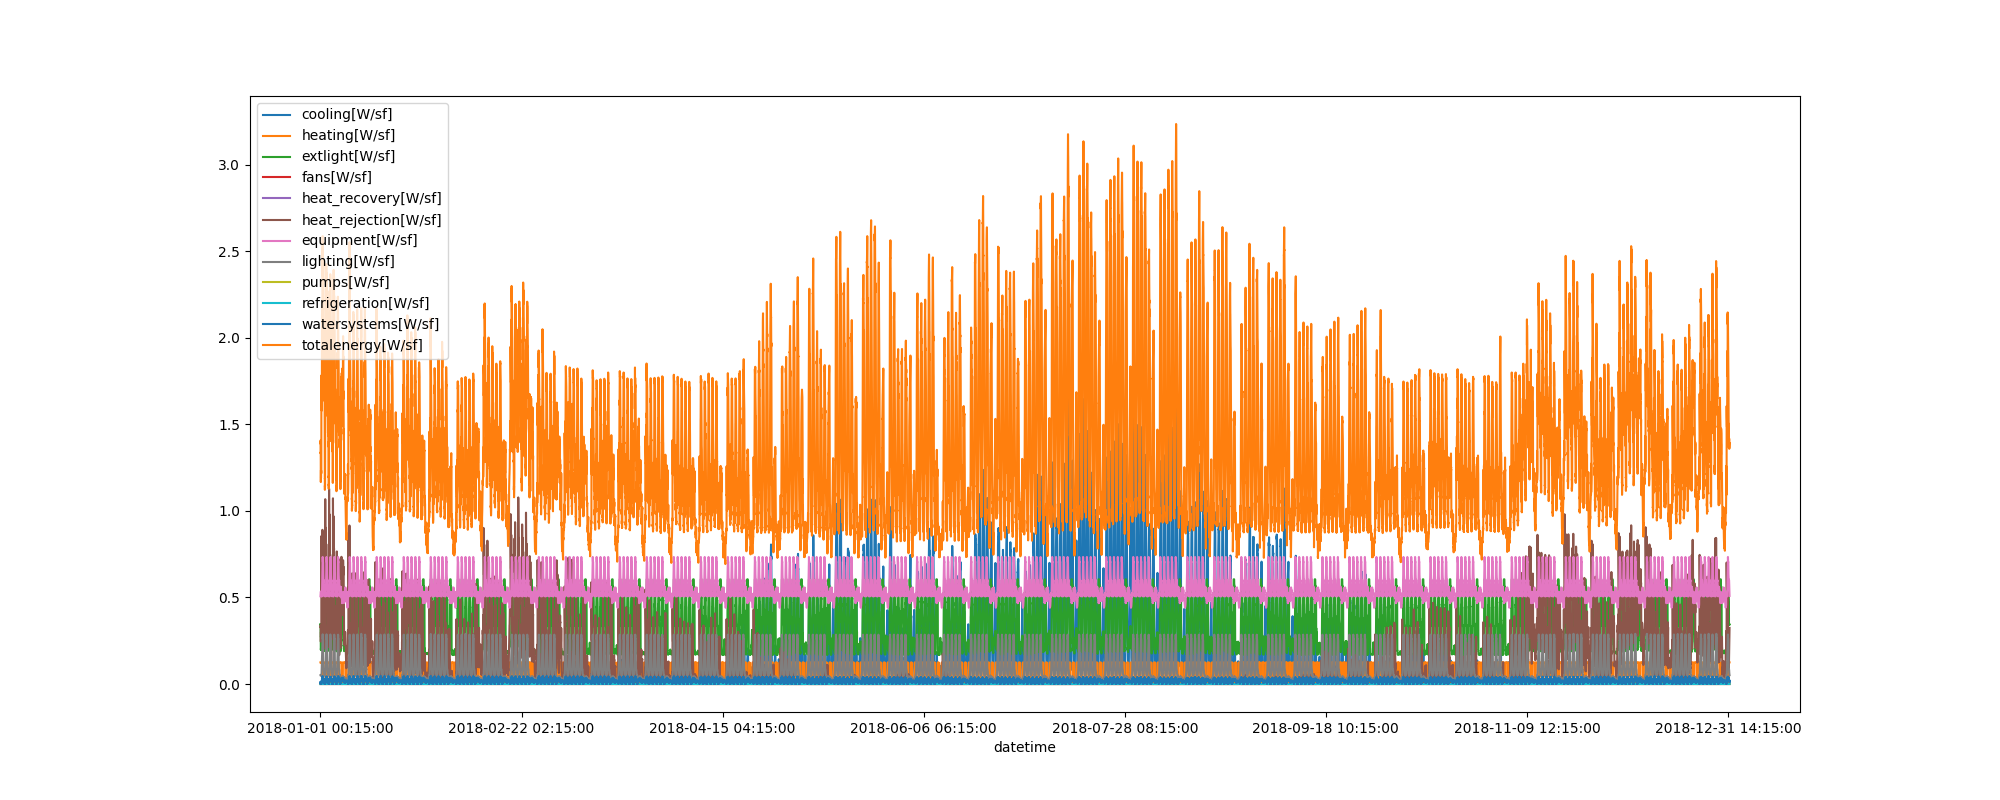 cooling[W/sf]
heating[W/sf]
extlight[W/sf]
fans[W/sf]
heat_recovery[W/sf]
heat_rejection[W/sf]
equipment[W/sf]
lighting[W/sf]
pumps[W/sf]
refrigeration[W/sf]
watersystems[W/sf]
totalenergy[W/sf]
3.0
2.5
2.0
1.5
1.0
0.5
0.0
2018-01-01 00:15:00 2018-02-22 02:15:00 2018-04-15 04:15:00 2018-06-06 06:15:00 2018-07-28 08:15:00 2018-09-18 10:15:00 2018-11-09 12:15:00 2018-12-31 14:15:00
datetime